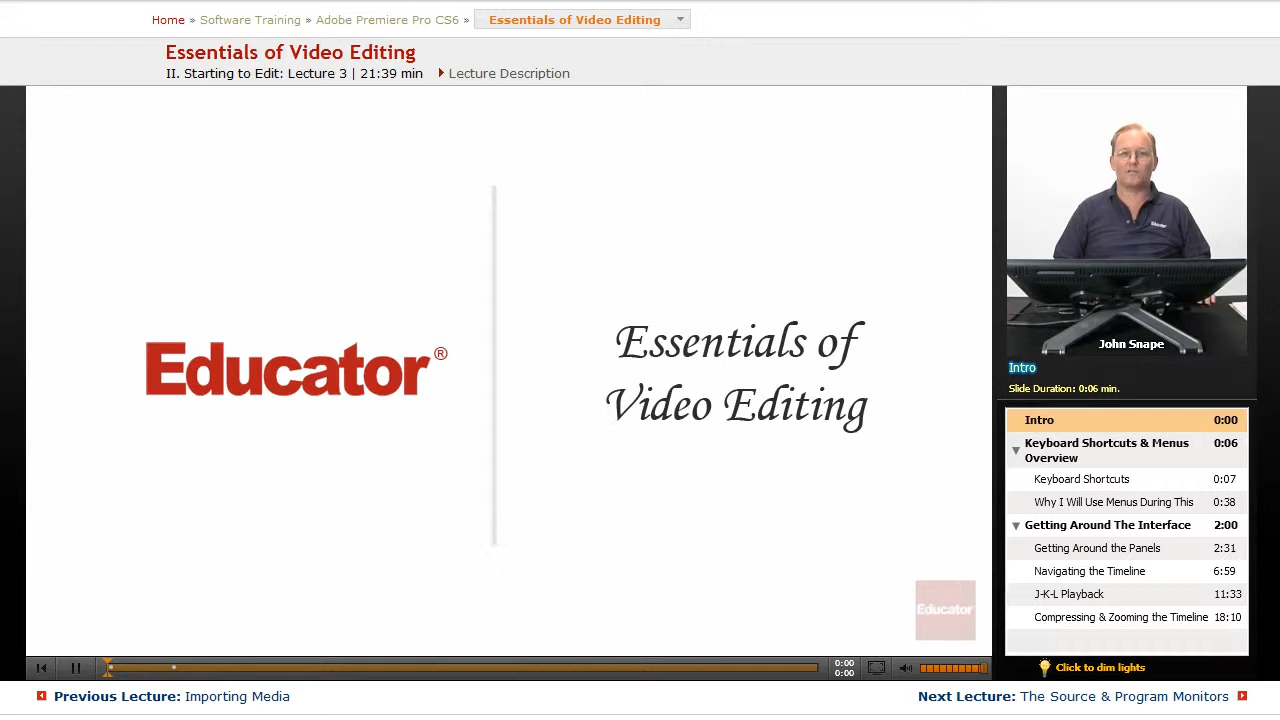 Home » Software Training » Adobe Premiere Pro CS6 » Essentials of Video Editing
Essentials of Video Editing
II. Starting to Edit: Lecture 3 | 21:39 min Lecture Description
Educator®
Essentials of
Video Editing
Educator
John Snape
Intro
Slide Duration: 0:06 min.
Intro 0:00
Keyboard Shortcuts & Menus Overview 0:06
Keyboard Shortcuts 0:07
Why I Will Use Menus During This 0:38
Getting Around The Interface 2:00
Getting Around the Panels 2:31
Navigating the Timeline 6:59
J-K-L Playback 11:33
Compressing & Zooming the Timeline 18:10
0:00
0:00
Click to dim lights
Previous Lecture: Importing Media
Next Lecture: The Source & Program Monitors